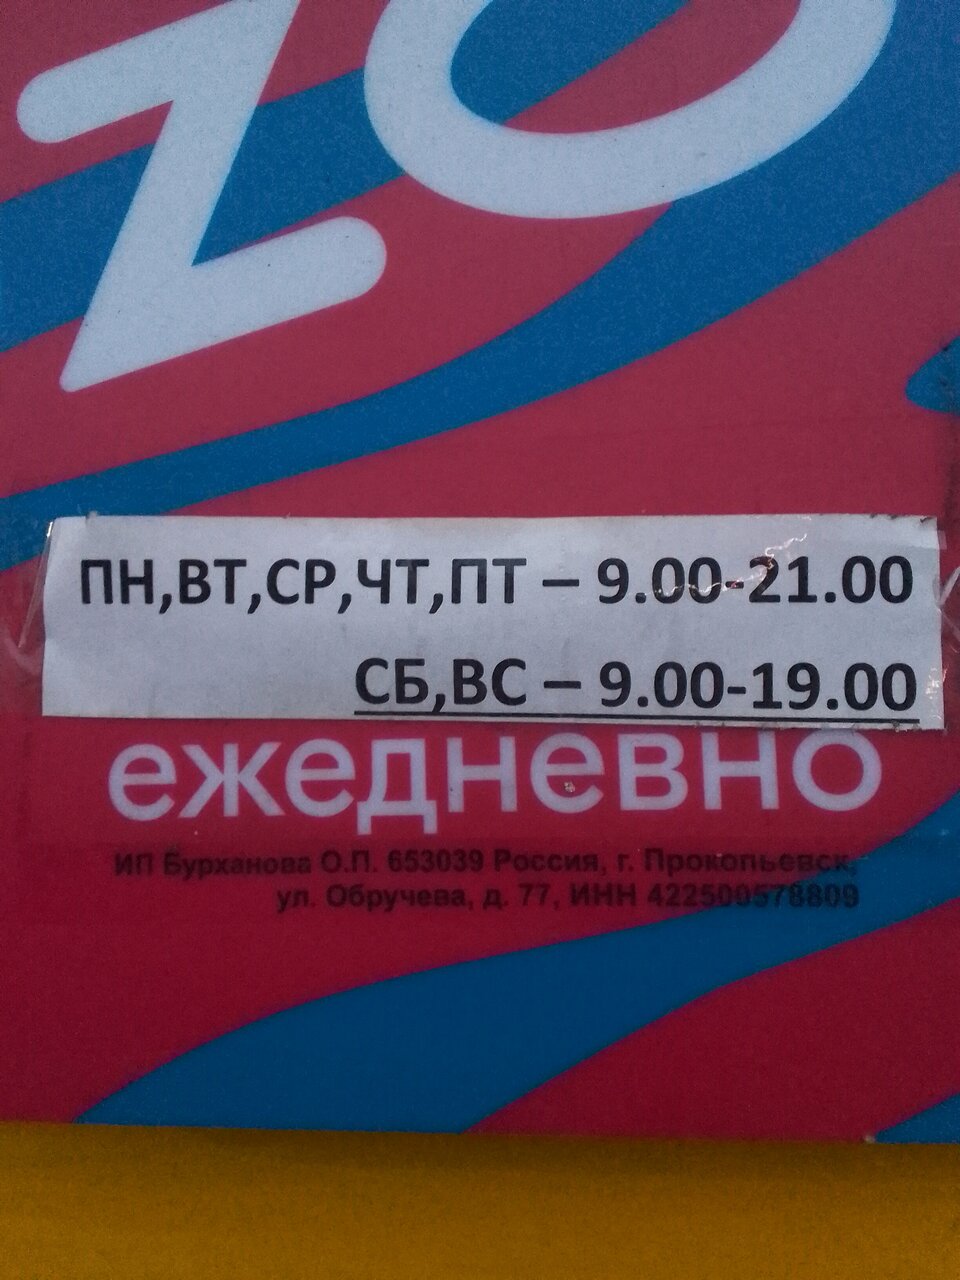 ZO
ПН,ВТ,СР,ЧТ,ПТ – 9.00-21.00
СБ,ВС – 9.00-19.00
ежедневно
ИП Бурханова О.П. 653039 Россия, г. Прокопьевск,
ул. Обручева, д. 77, ИНН 422500578809